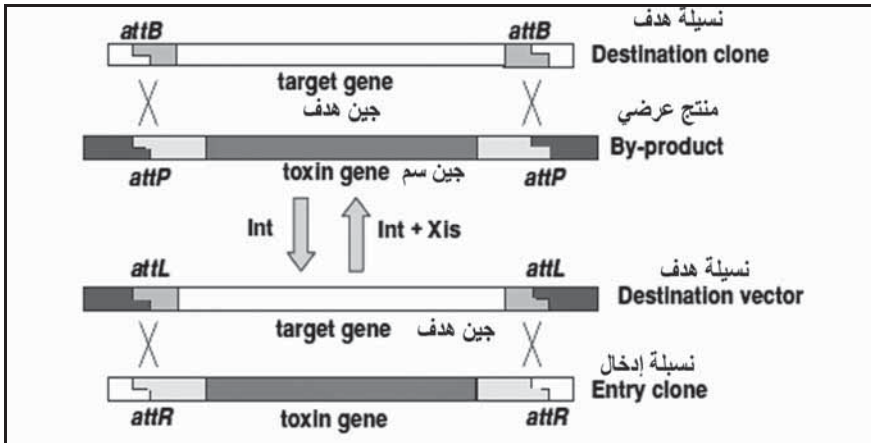 نسيلة هدف
attB attB Destination clone
target gene
جين هدف
منتج عرضي
By-product
attP toxin gene جين سم attP
Int Int + Xis
attL attL نسيلة هدف
Destination vector
target gene جين هدف
نسبلة إدخال
Entry clone
attR toxin gene attR